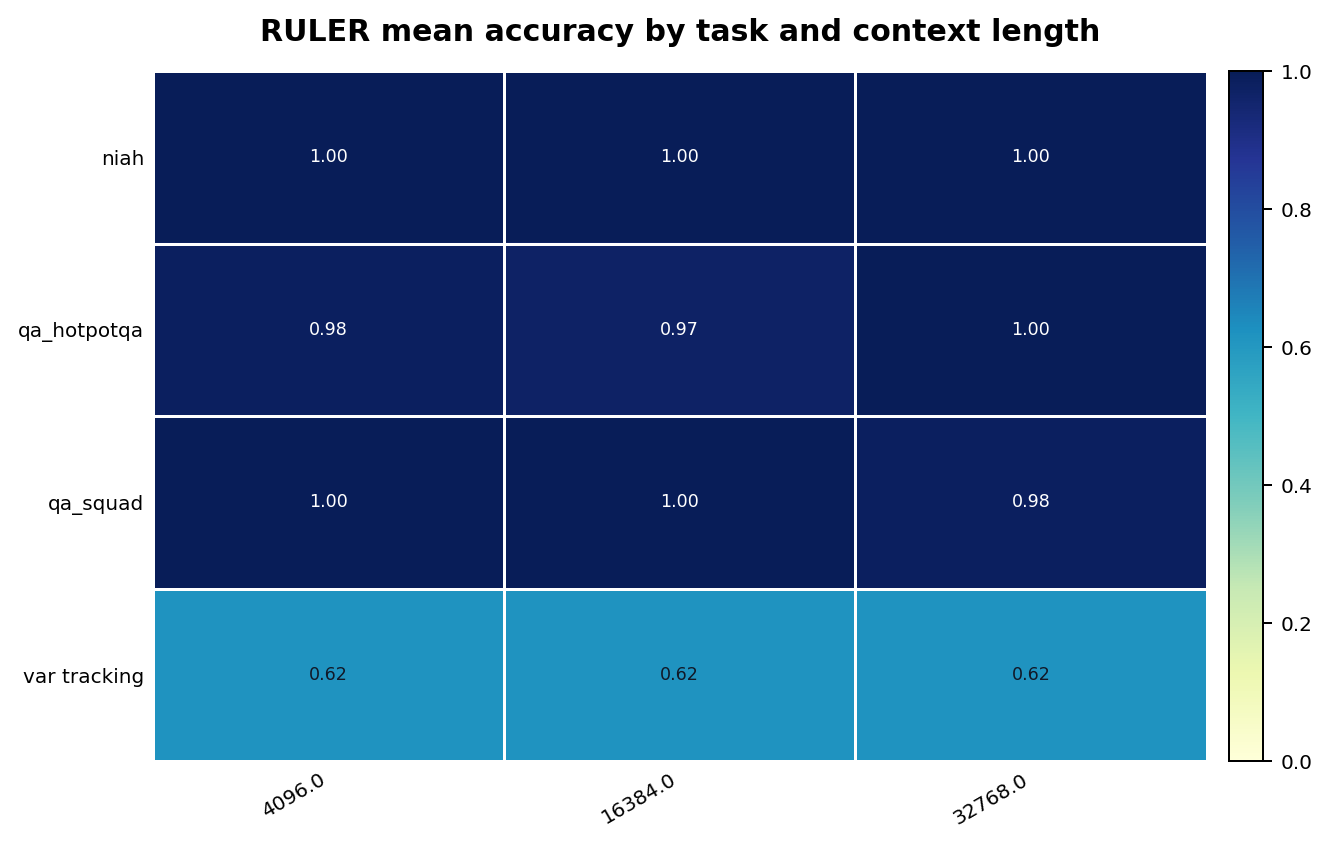 RULER mean accuracy by task and context length
niah 1.00 1.00 1.00
qa_hotpotqa 0.98 0.97 1.00
qa_squad 1.00 1.00 0.98
var tracking 0.62 0.62 0.62
4096.0 16384.0 32768.0
1.0
0.8
0.6
0.4
0.2
0.0